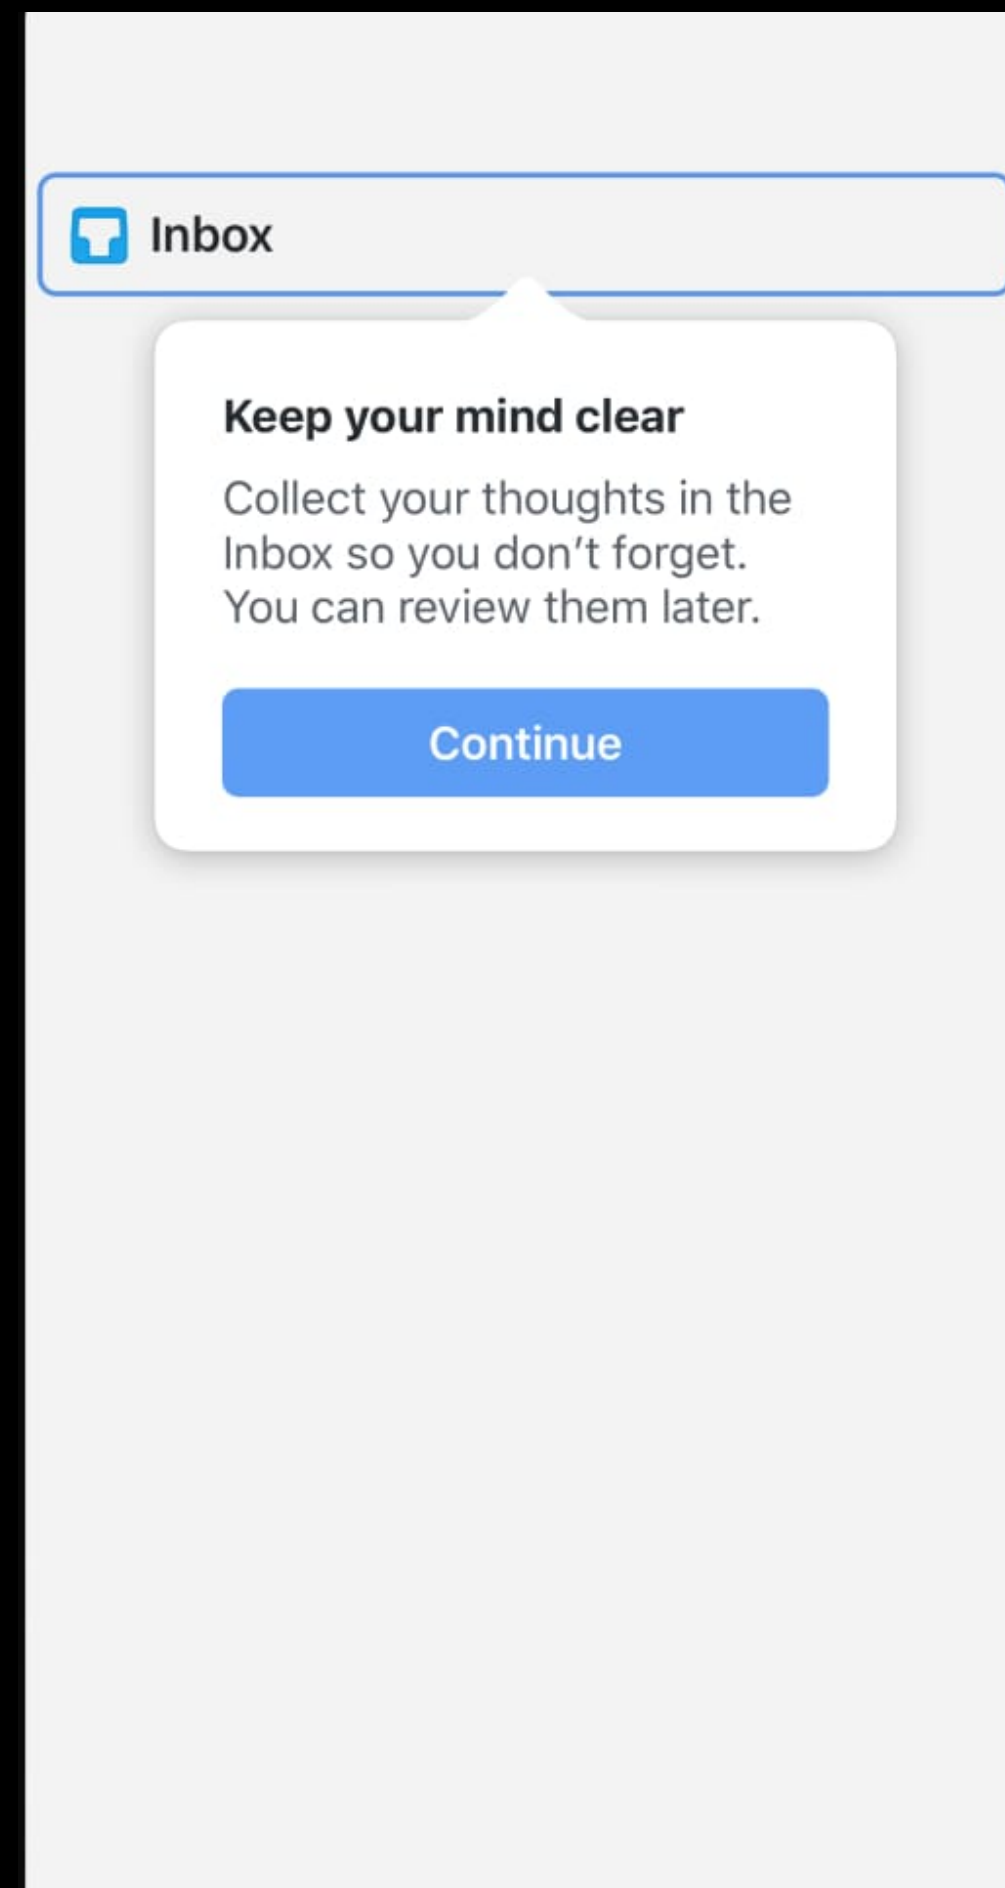 Inbox
Keep your mind clear
Collect your thoughts in the
Inbox so you don’t forget.
You can review them later.
Continue